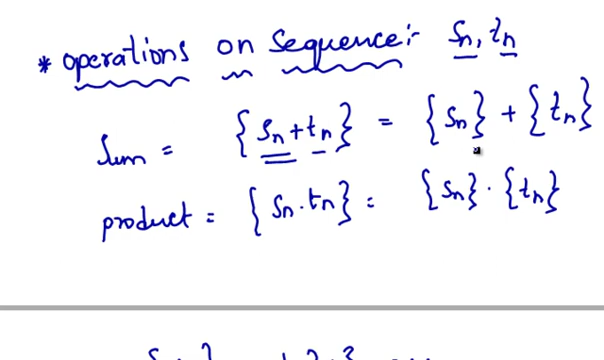 * operations on sequence:- Sn, tn
Sum = {Sn + tn} = {Sn} + {tn}
product = {Sn . tn} = {Sn} . {tn}